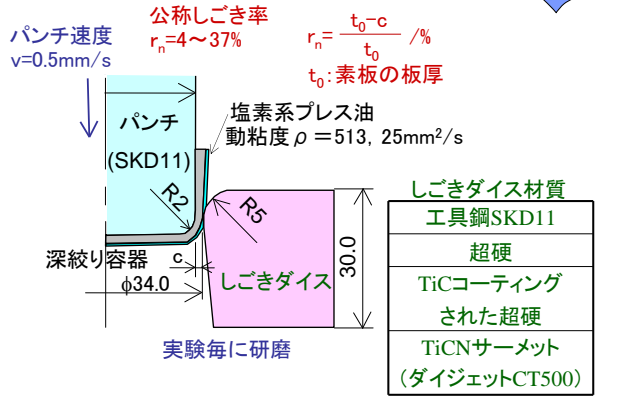 公称しごき率
rₙ=4～37%
rₙ= t₀-c / t₀ /%
t₀:素板の板厚
パンチ速度
v=0.5mm/s
塩素系プレス油
動粘度ρ=513, 25mm²/s
パンチ
(SKD11)
R2
R5
30.0
深絞り容器
c
φ34.0
しごきダイス
実験毎に研磨
しごきダイス材質
工具鋼SKD11
超硬
TiCコーティング
された超硬
TiCNサーメット
(ダイジェットCT500)